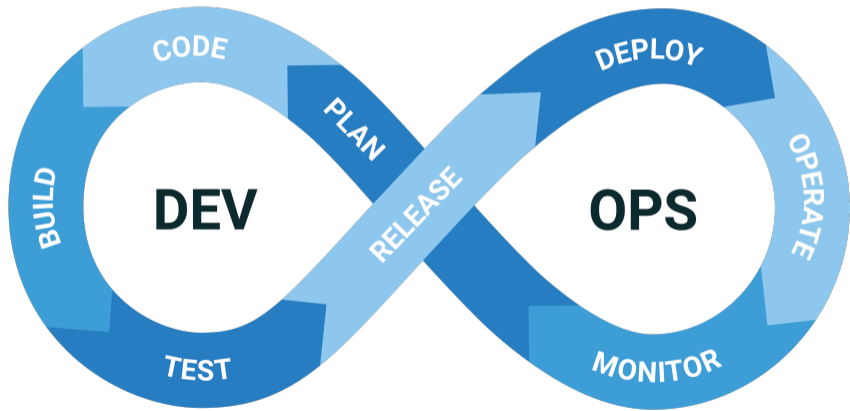 CODE
PLAN
BUILD
TEST
DEV
RELEASE
DEPLOY
OPERATE
MONITOR
OPS